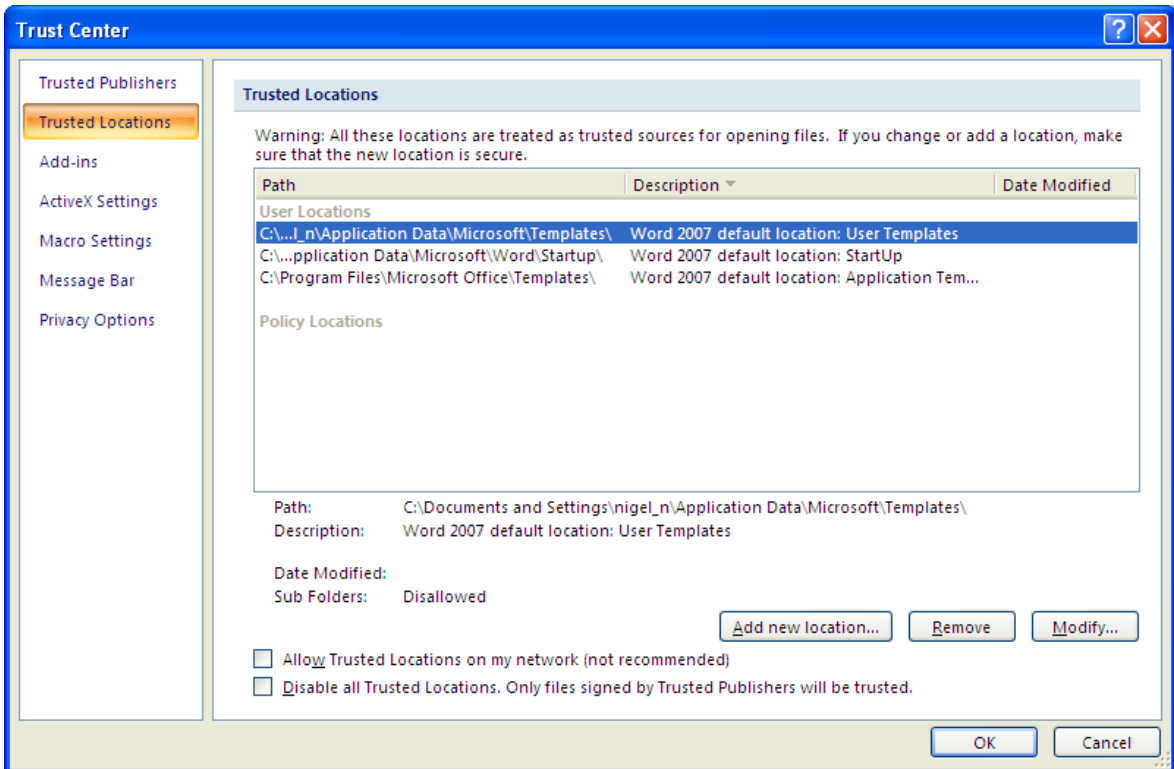 Trust Center
Trusted Publishers
Trusted Locations
Add-ins
ActiveX Settings
Macro Settings
Message Bar
Privacy Options
Trusted Locations
Warning: All these locations are treated as trusted sources for opening files.  If you change or add a location, make
sure that the new location is secure.
Path Description Date Modified
User Locations
C:\...l_n\Application Data\Microsoft\Templates\ Word 2007 default location: User Templates
C:\...pplication Data\Microsoft\Word\Startup\ Word 2007 default location: StartUp
C:\Program Files\Microsoft Office\Templates\ Word 2007 default location: Application Tem...
Policy Locations
Path: C:\Documents and Settings\nigel_n\Application Data\Microsoft\Templates\
Description: Word 2007 default location: User Templates
Date Modified:
Sub Folders: Disallowed
Add new location... Remove Modify...
Allow Trusted Locations on my network (not recommended)
Disable all Trusted Locations. Only files signed by Trusted Publishers will be trusted.
OK Cancel